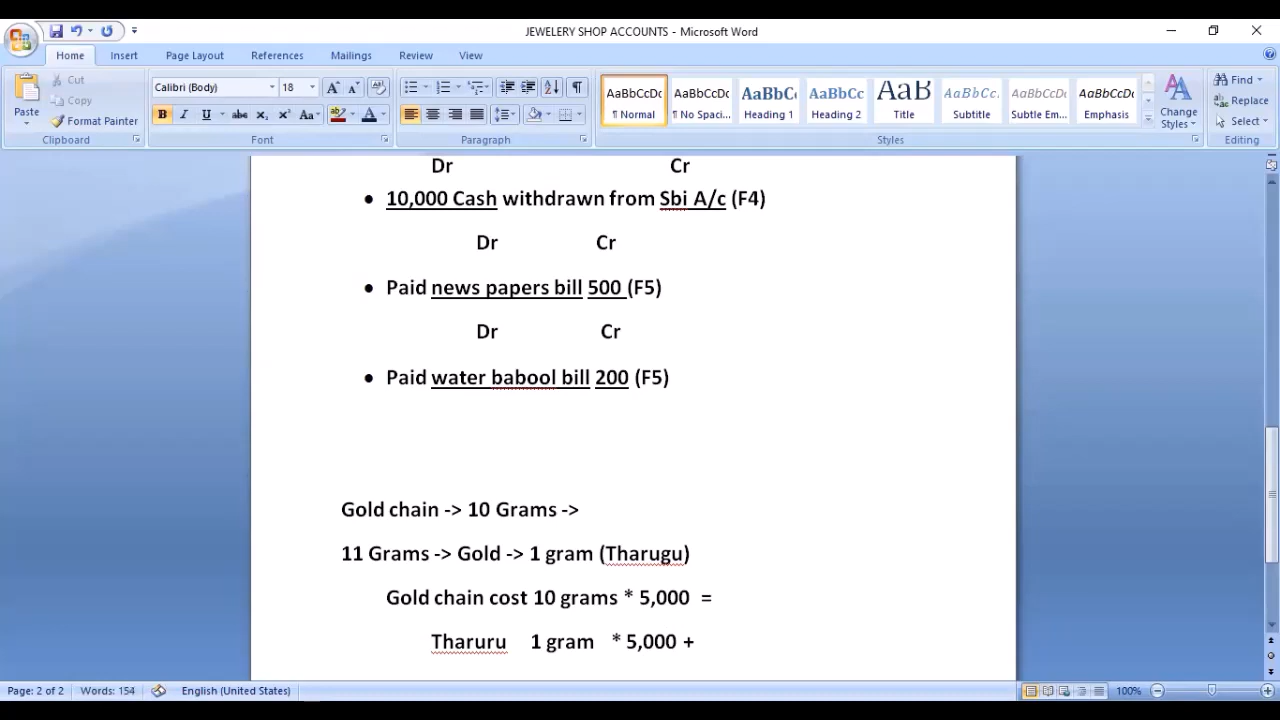 JEWELERY SHOP ACCOUNTS - Microsoft Word
Home Insert Page Layout References Mailings Review View
Cut
Copy
Format Painter
Paste
Clipboard
Calibri (Body) 18
Font
Paragraph
AaBbCcDc AaBbCcDc AaBbCc AaBbCc AaB AaBbCc. AaBbCcDc AaBbCcDc
¶ Normal ¶ No Spaci... Heading 1 Heading 2 Title Subtitle Subtle Em... Emphasis
Change Styles
Styles
Find
Replace
Select
Editing
Dr Cr
• 10,000 Cash withdrawn from Sbi A/c (F4)
Dr Cr
• Paid news papers bill 500 (F5)
Dr Cr
• Paid water babool bill 200 (F5)
Gold chain -> 10 Grams ->
11 Grams -> Gold -> 1 gram (Tharugu)
Gold chain cost 10 grams * 5,000 =
Tharuru 1 gram * 5,000 +
Page: 2 of 2 Words: 154 English (United States) 100%